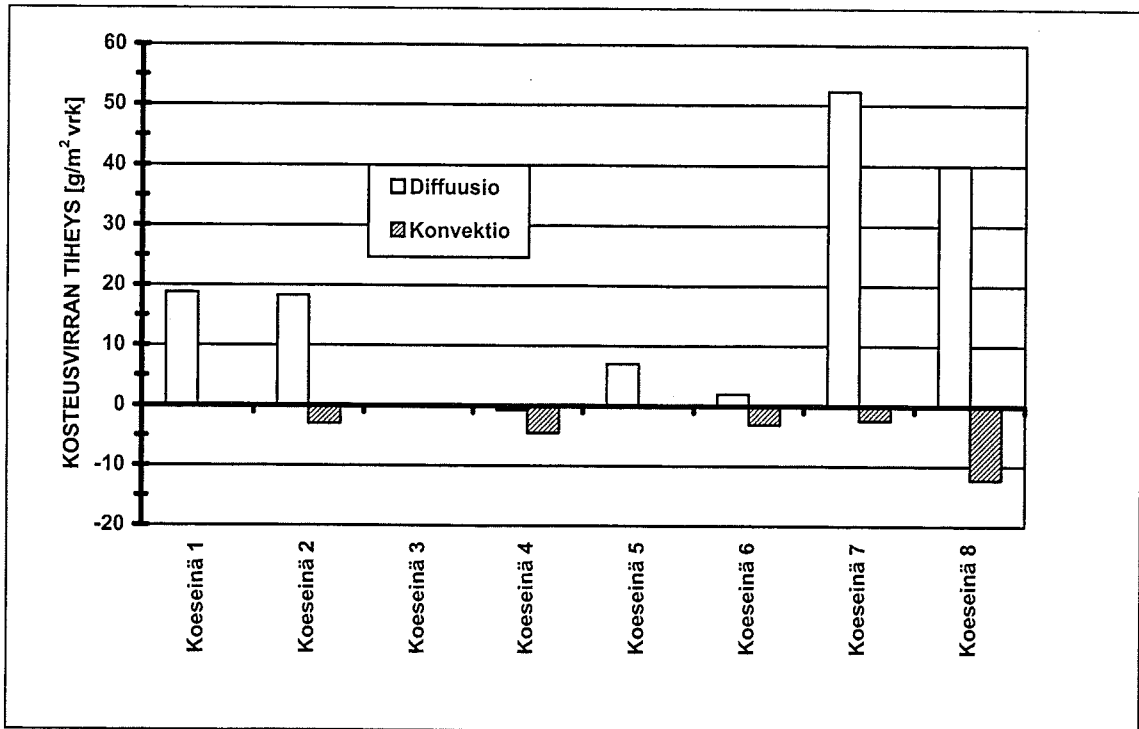 KOSTEUSVIRRAN TIHEYS [g/m² vrk]
60
50
40
30
20
10
0
-10
-20
Diffuusio
Konvektio
Koeseinä 1
Koeseinä 2
Koeseinä 3
Koeseinä 4
Koeseinä 5
Koeseinä 6
Koeseinä 7
Koeseinä 8